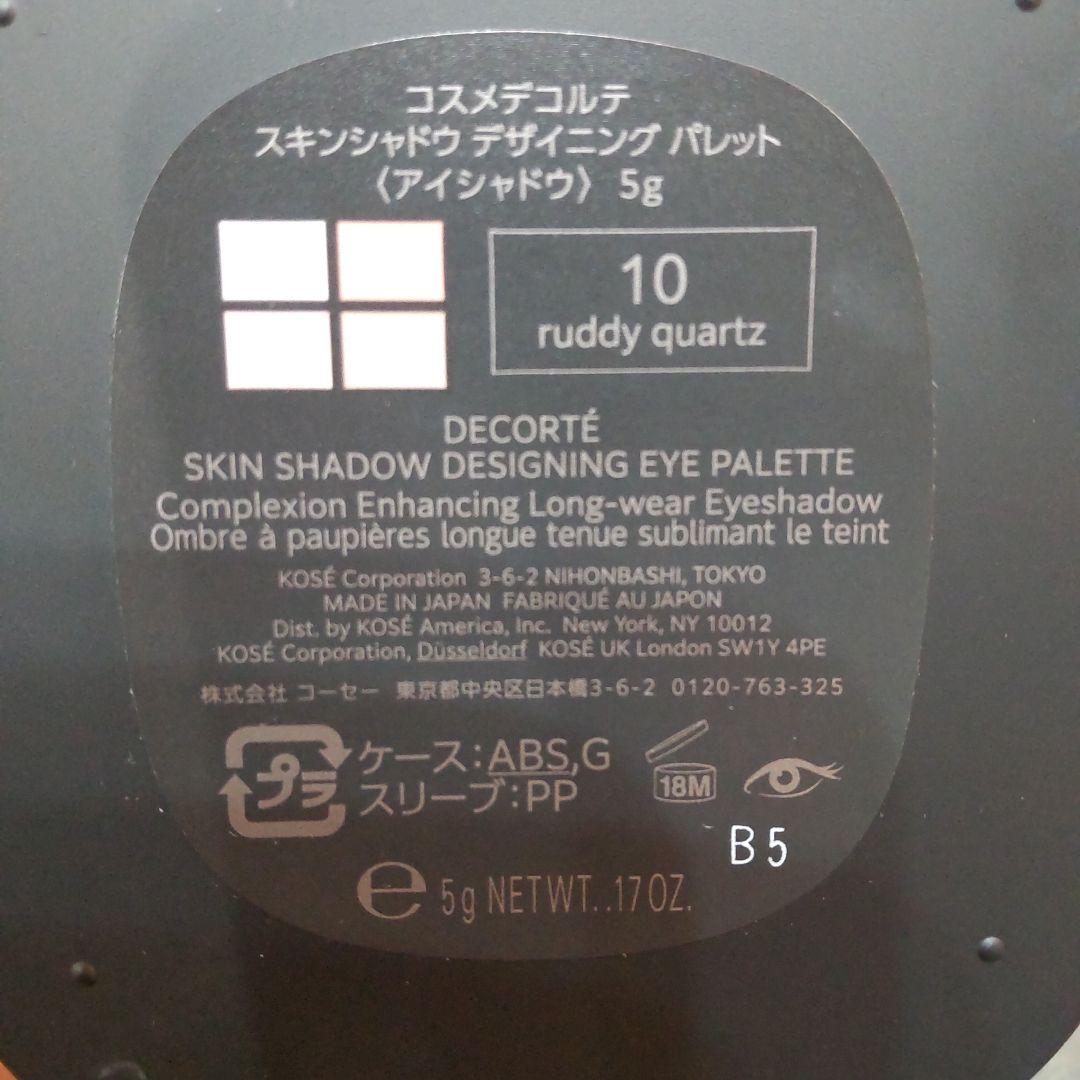 コスメデコルテ
スキンシャドウ デザイニング パレット
〈アイシャドウ〉 5g
10
ruddy quartz
DECORTÉ
SKIN SHADOW DESIGNING EYE PALETTE
Complexion Enhancing Long-wear Eyeshadow
Ombre à paupières longue tenue sublimant le teint
KOSÉ Corporation 3-6-2 NIHONBASHI, TOKYO
MADE IN JAPAN FABRIQUÉ AU JAPON
Dist. by KOSÉ America, Inc. New York, NY 10012
KOSÉ Corporation, Düsseldorf KOSÉ UK London SW1Y 4PE
株式会社 コーセー 東京都中央区日本橋3-6-2 0120-763-325
プラ ケース:ABS,G
スリーブ:PP
18M
B5
e 5g NET WT. .17 OZ.